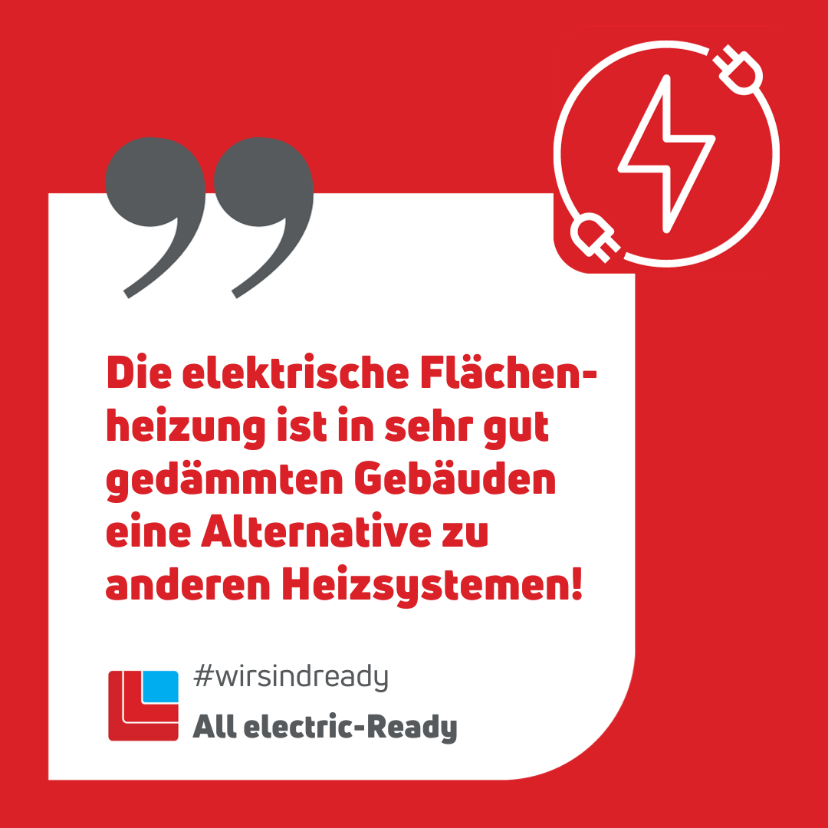 Die elektrische Flächen-
heizung ist in sehr gut
gedämmten Gebäuden
eine Alternative zu
anderen Heizsystemen!
#wirsindready
All electric-Ready